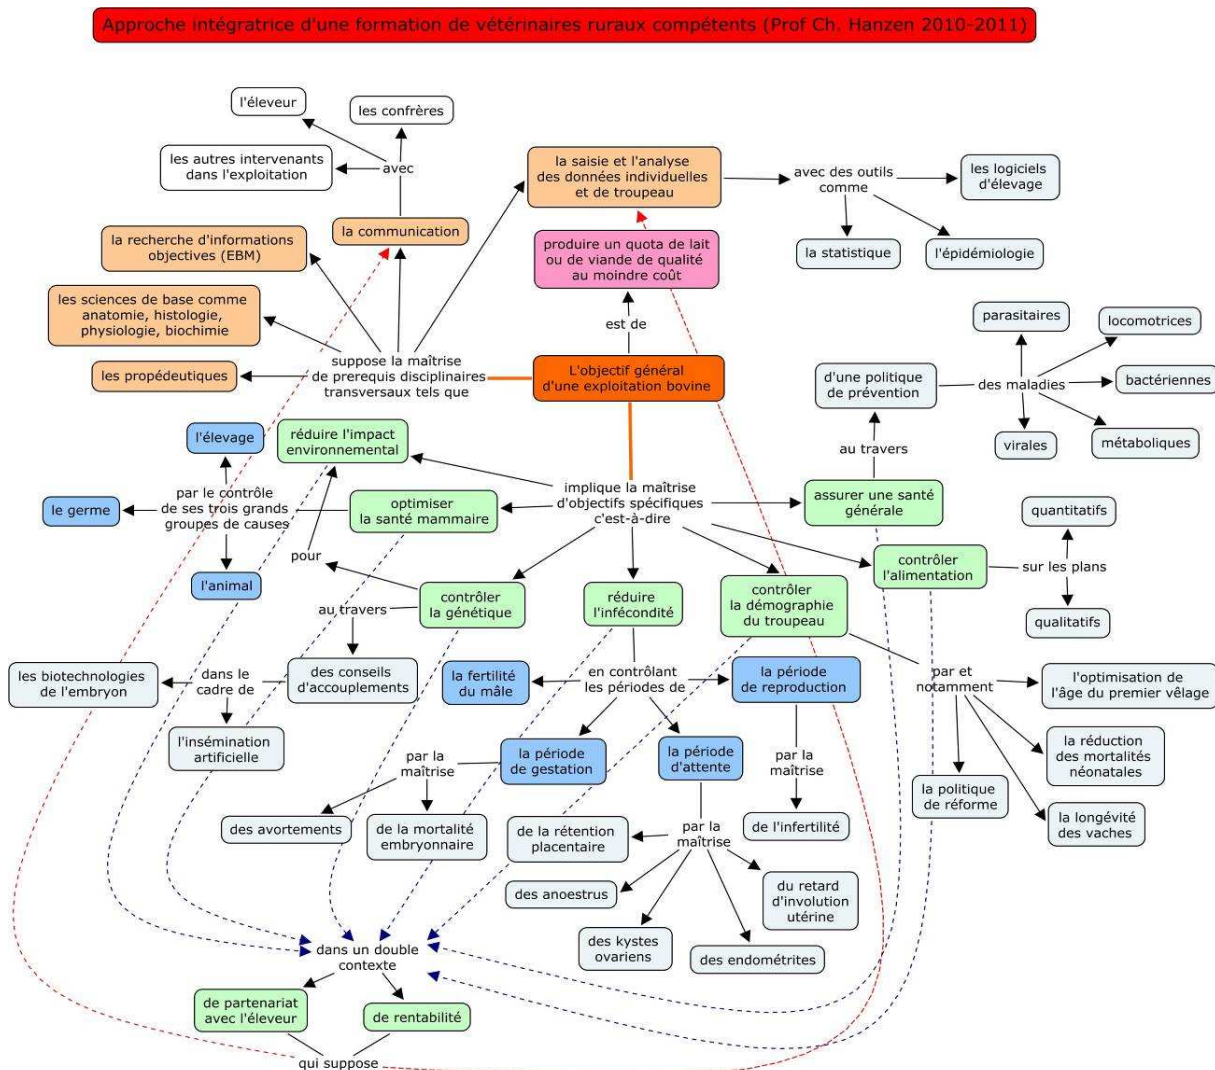 Approche intégratrice d'une formation de vétérinaires ruraux compétents (Prof Ch. Hanzen 2010-2011)
l'éleveur
les confrères
les autres intervenants
dans l'exploitation
avec
la communication
la saisie et l'analyse
des données individuelles
et de troupeau
avec des outils
comme
les logiciels
d'élevage
la statistique
l'épidémiologie
la recherche d'informations
objectives (EBM)
les sciences de base comme
anatomie, histologie,
physiologie, biochimie
les propédeutiques
suppose la maîtrise
de prerequis disciplinaires
transversaux tels que
produire un quota de lait
ou de viande de qualité
au moindre coût
est de
L'objectif général
d'une exploitation bovine
parasitaires
locomotrices
d'une politique
de prévention
des maladies
bactériennes
virales
métaboliques
au travers
l'élevage
réduire l'impact
environnemental
le germe
par le contrôle
de ses trois grands
groupes de causes
optimiser
la santé mammaire
implique la maîtrise
d'objectifs spécifiques
c'est-à-dire
assurer une santé
générale
quantitatifs
l'animal
pour
contrôler
l'alimentation
sur les plans
qualitatifs
au travers
contrôler
la génétique
réduire
l'infécondité
contrôler
la démographie
du troupeau
les biotechnologies
de l'embryon
dans le
cadre de
des conseils
d'accouplements
l'insémination
artificielle
la fertilité
du mâle
en contrôlant
les périodes de
la période
de reproduction
par et
notamment
l'optimisation de
l'âge du premier vêlage
la réduction
des mortalités
néonatales
la politique
de réforme
la longévité
des vaches
par la
maîtrise
la période
de gestation
la période
d'attente
par la
maîtrise
des avortements
de la mortalité
embryonnaire
de la rétention
placentaire
par la
maîtrise
de l'infertilité
des anoestrus
du retard
d'involution
utérine
des kystes
ovariens
des endométrites
dans un double
contexte
de partenariat
avec l'éleveur
de rentabilité
qui suppose